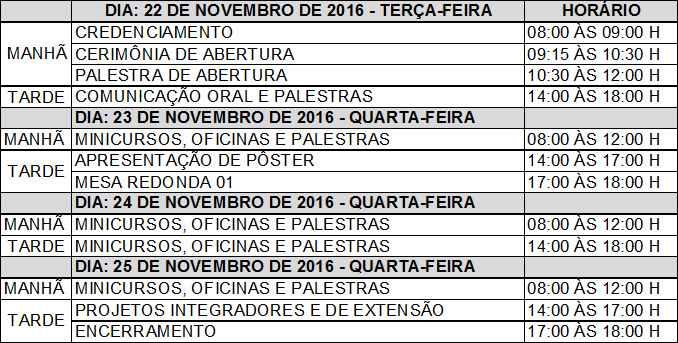 DIA: 22 DE NOVEMBRO DE 2016 - TERÇA-FEIRA HORÁRIO
MANHÃ CREDENCIAMENTO 08:00 ÀS 09:00 H
CERIMÔNIA DE ABERTURA 09:15 ÀS 10:30 H
PALESTRA DE ABERTURA 10:30 ÀS 12:00 H
TARDE COMUNICAÇÃO ORAL E PALESTRAS 14:00 ÀS 18:00 H
DIA: 23 DE NOVEMBRO DE 2016 - QUARTA-FEIRA
MANHÃ MINICURSOS, OFICINAS E PALESTRAS 08:00 ÀS 12:00 H
TARDE APRESENTAÇÃO DE PÔSTER 14:00 ÀS 17:00 H
MESA REDONDA 01 17:00 ÀS 18:00 H
DIA: 24 DE NOVEMBRO DE 2016 - QUARTA-FEIRA
MANHÃ MINICURSOS, OFICINAS E PALESTRAS 08:00 ÀS 12:00 H
TARDE MINICURSOS, OFICINAS E PALESTRAS 14:00 ÀS 18:00 H
DIA: 25 DE NOVEMBRO DE 2016 - QUARTA-FEIRA
MANHÃ MINICURSOS, OFICINAS E PALESTRAS 08:00 ÀS 12:00 H
TARDE PROJETOS INTEGRADORES E DE EXTENSÃO 14:00 ÀS 17:00 H
ENCERRAMENTO 17:00 ÀS 18:00 H